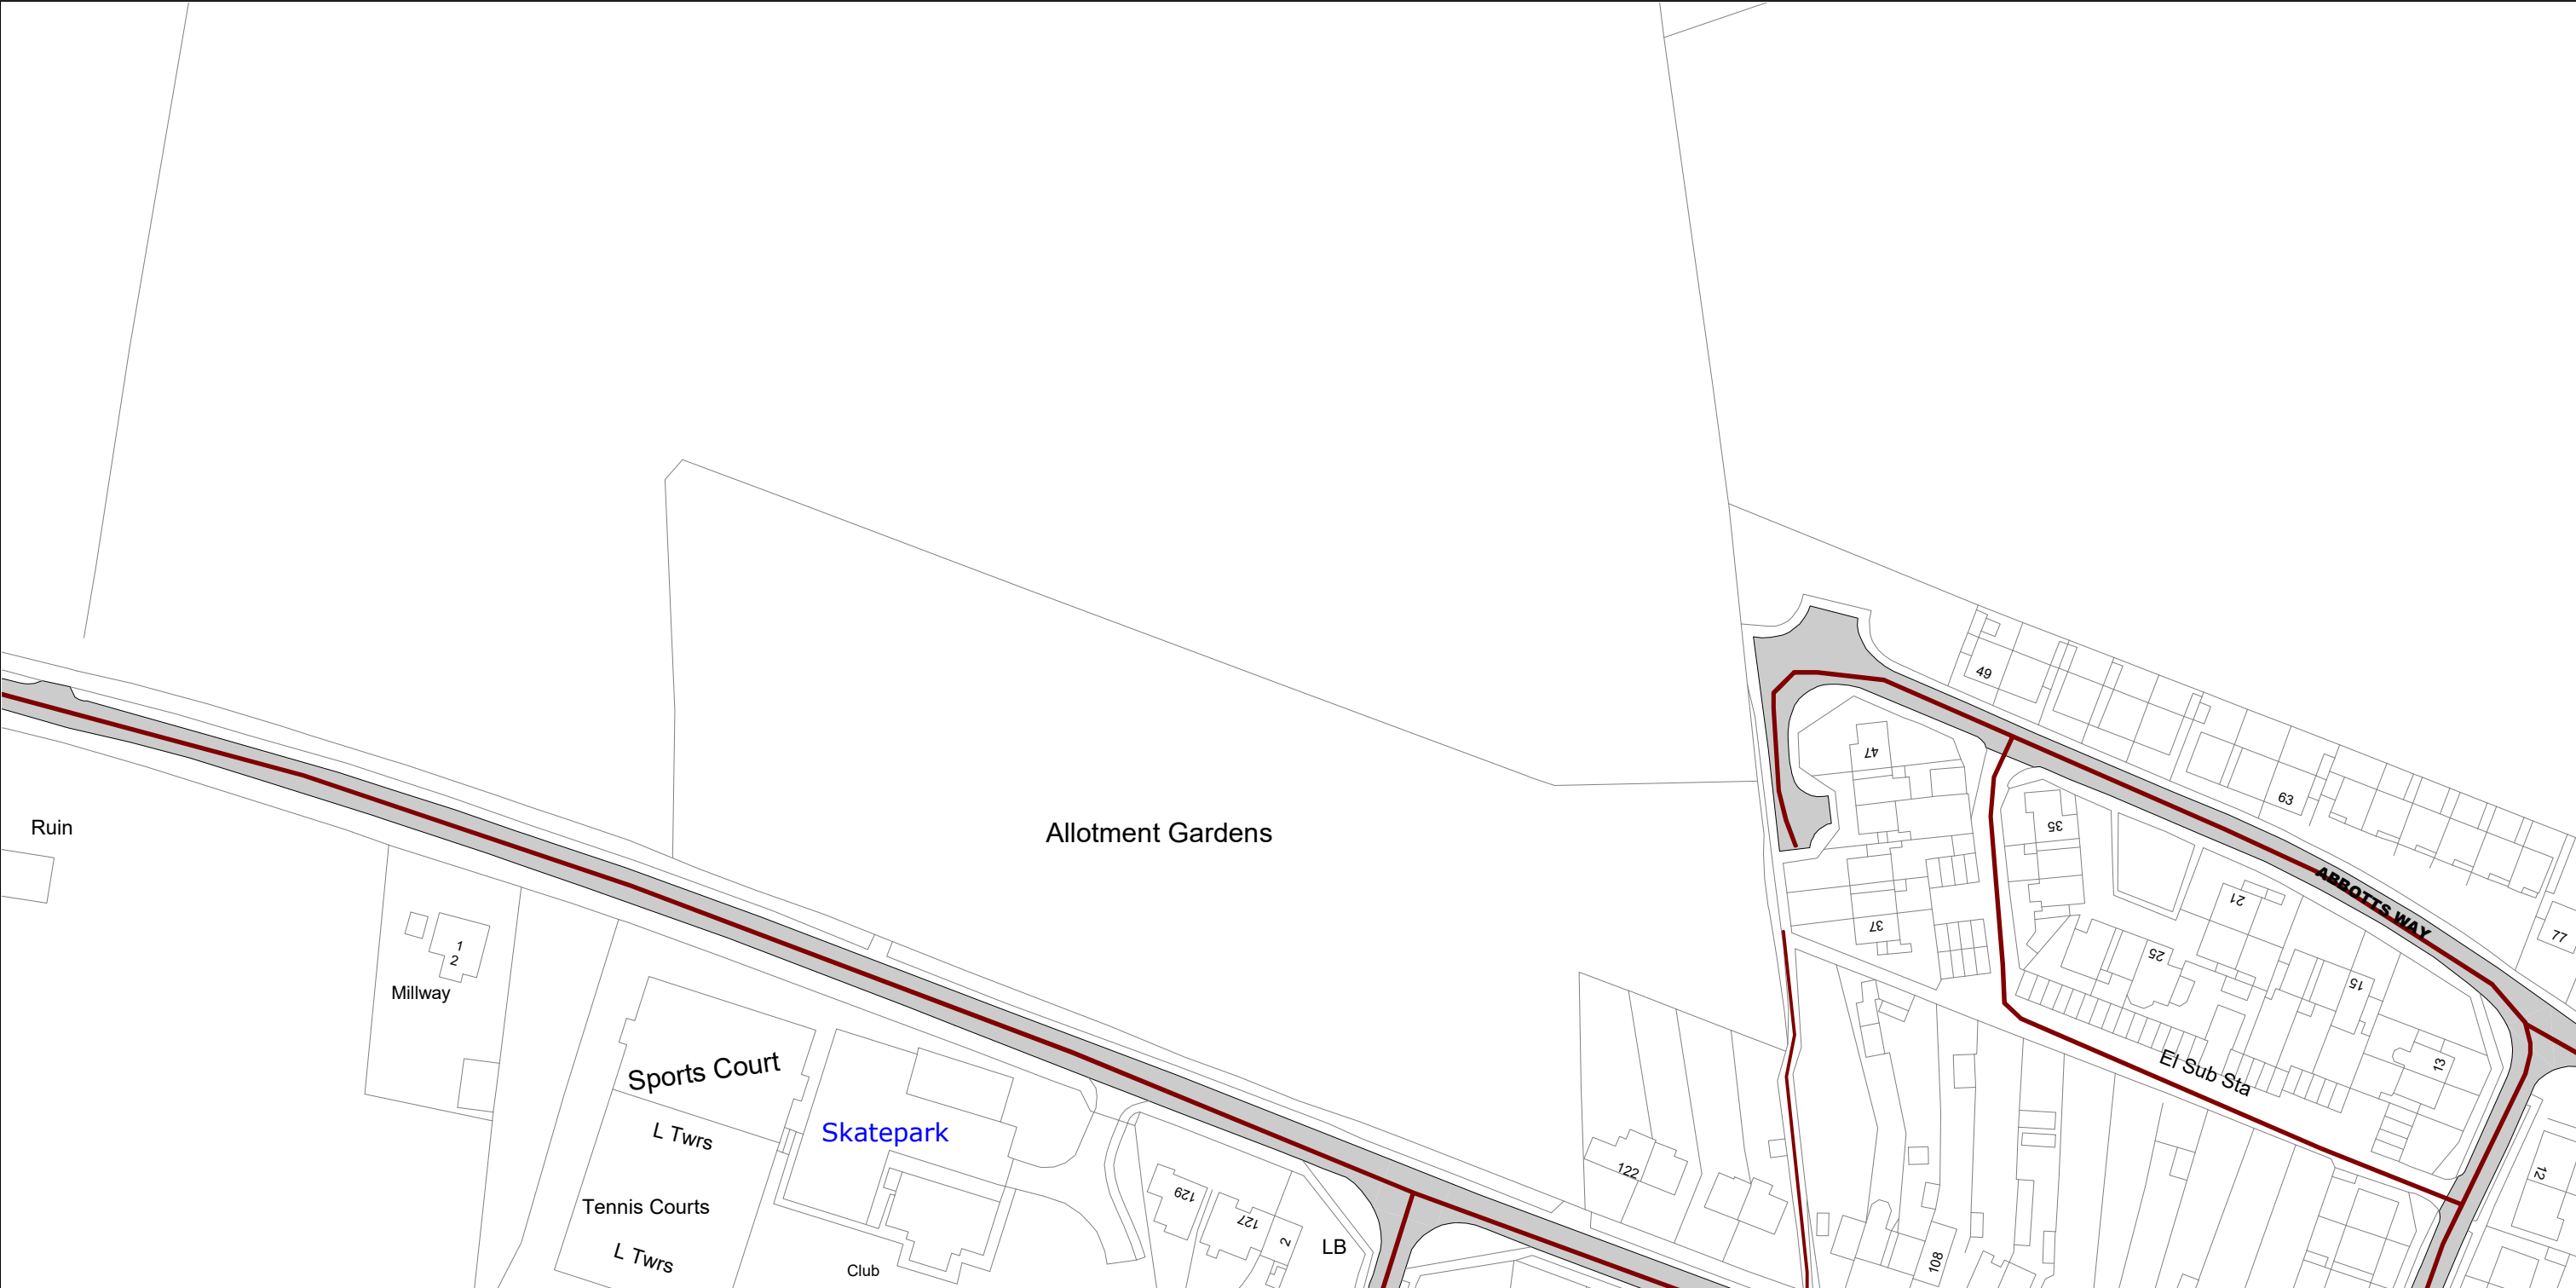 49
47
63
Ruin
Allotment Gardens
35
ABBOTTS WAY
21
37
77
1
2
25
15
Millway
Sports Court
El Sub Sta
13
Skatepark
L Twrs
122
12
129
Tennis Courts
127
2
LB
L Twrs
108
Club